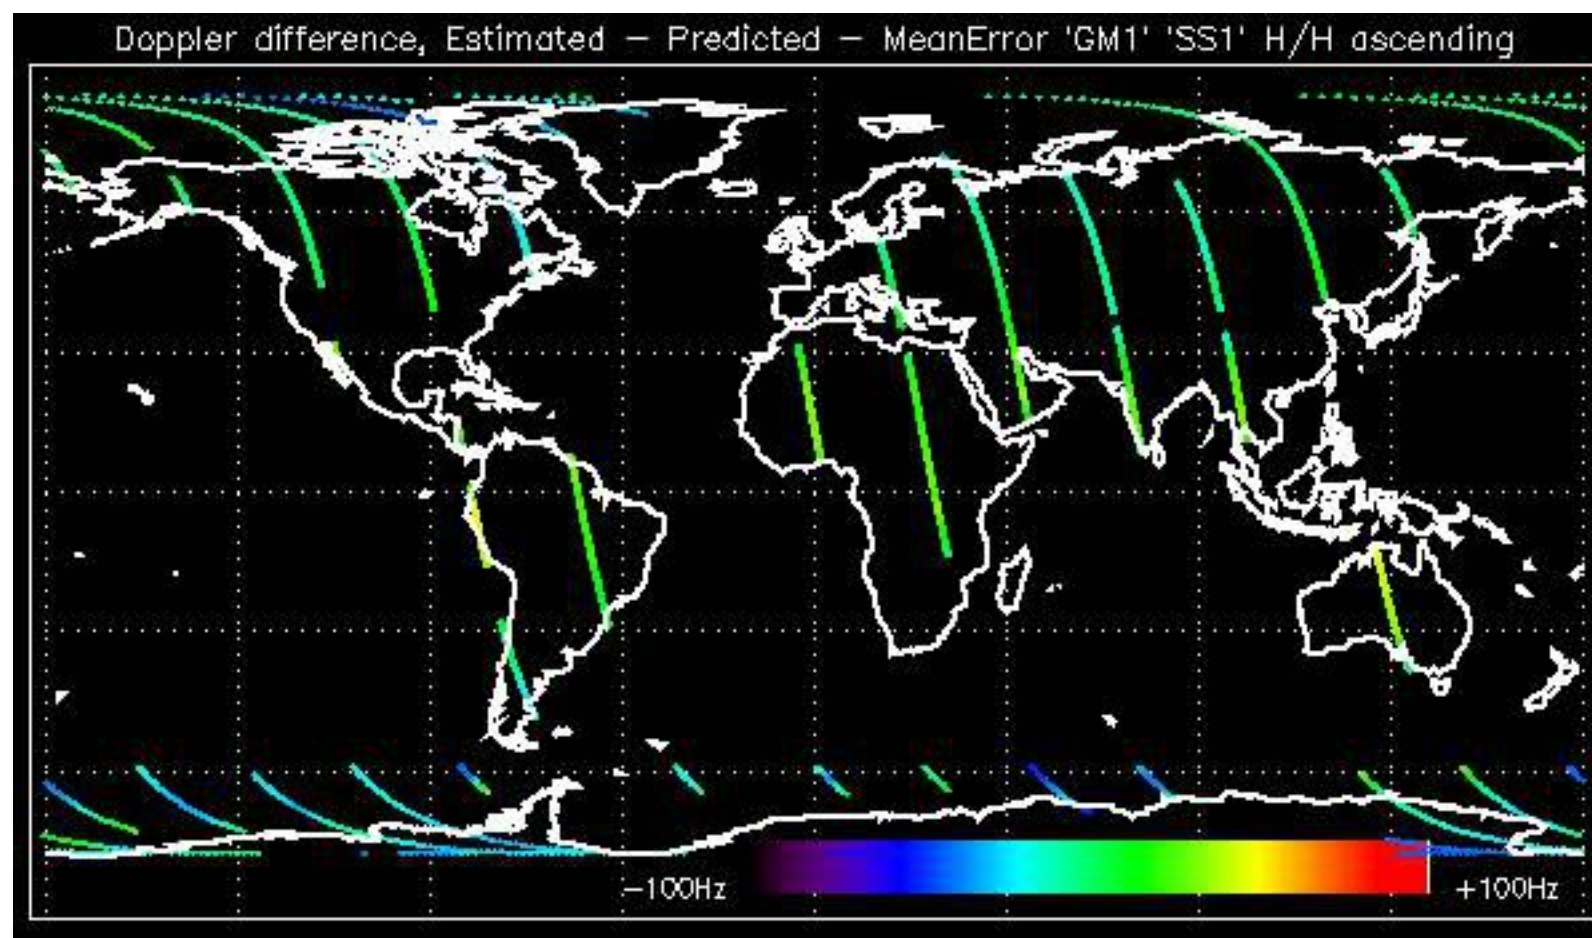 Doppler difference, Estimated — Predicted — MeanError 'GM1' 'SS1' H/H ascending
—100Hz +100Hz